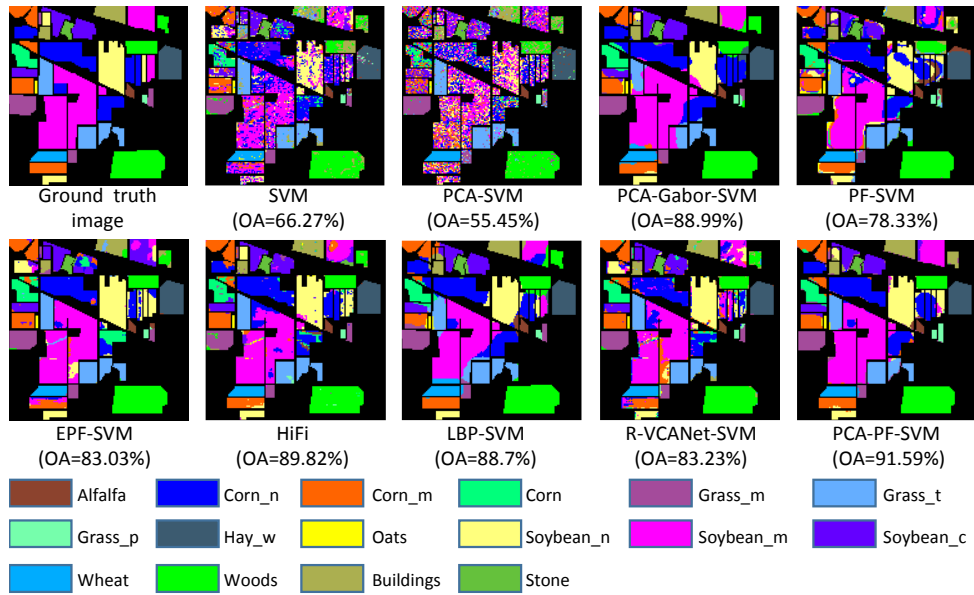 Ground truth image
SVM
(OA=66.27%)
PCA-SVM
(OA=55.45%)
PCA-Gabor-SVM
(OA=88.99%)
PF-SVM
(OA=78.33%)
EPF-SVM
(OA=83.03%)
HiFi
(OA=89.82%)
LBP-SVM
(OA=88.7%)
R-VCANet-SVM
(OA=83.23%)
PCA-PF-SVM
(OA=91.59%)
Alfalfa
Corn_n
Corn_m
Corn
Grass_m
Grass_t
Grass_p
Hay_w
Oats
Soybean_n
Soybean_m
Soybean_c
Wheat
Woods
Buildings
Stone